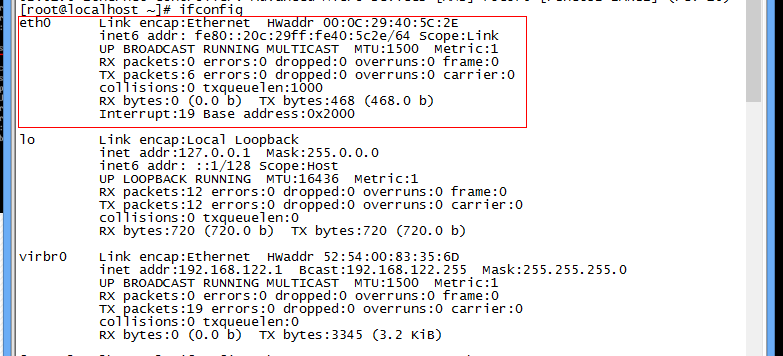 [root@localhost ~]# ifconfig
eth0 Link encap:Ethernet HWaddr 00:0C:29:40:5C:2E
inet6 addr: fe80::20c:29ff:fe40:5c2e/64 Scope:Link
UP BROADCAST RUNNING MULTICAST MTU:1500 Metric:1
RX packets:0 errors:0 dropped:0 overruns:0 frame:0
TX packets:6 errors:0 dropped:0 overruns:0 carrier:0
collisions:0 txqueuelen:1000
RX bytes:0 (0.0 b) TX bytes:468 (468.0 b)
Interrupt:19 Base address:0x2000
lo Link encap:Local Loopback
inet addr:127.0.0.1 Mask:255.0.0.0
inet6 addr: ::1/128 Scope:Host
UP LOOPBACK RUNNING MTU:16436 Metric:1
RX packets:12 errors:0 dropped:0 overruns:0 frame:0
TX packets:12 errors:0 dropped:0 overruns:0 carrier:0
collisions:0 txqueuelen:0
RX bytes:720 (720.0 b) TX bytes:720 (720.0 b)
virbr0 Link encap:Ethernet HWaddr 52:54:00:83:35:6D
inet addr:192.168.122.1 Bcast:192.168.122.255 Mask:255.255.255.0
UP BROADCAST RUNNING MULTICAST MTU:1500 Metric:1
RX packets:0 errors:0 dropped:0 overruns:0 frame:0
TX packets:19 errors:0 dropped:0 overruns:0 carrier:0
collisions:0 txqueuelen:0
RX bytes:0 (0.0 b) TX bytes:3345 (3.2 KiB)